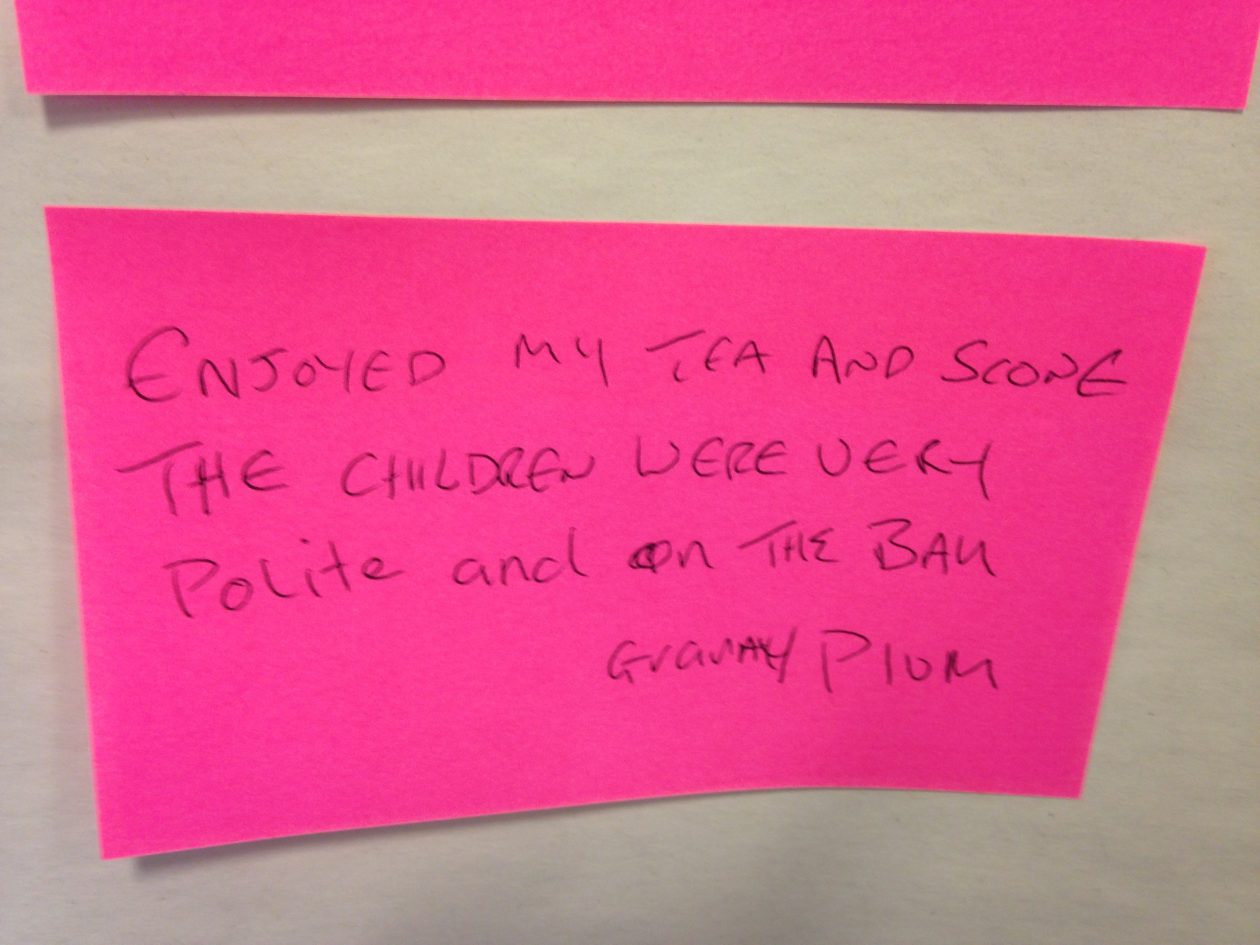 ENJOYED MY TEA AND SCONE
THE CHILDREN WERE VERY
Polite and on THE BALL
Granny Plum